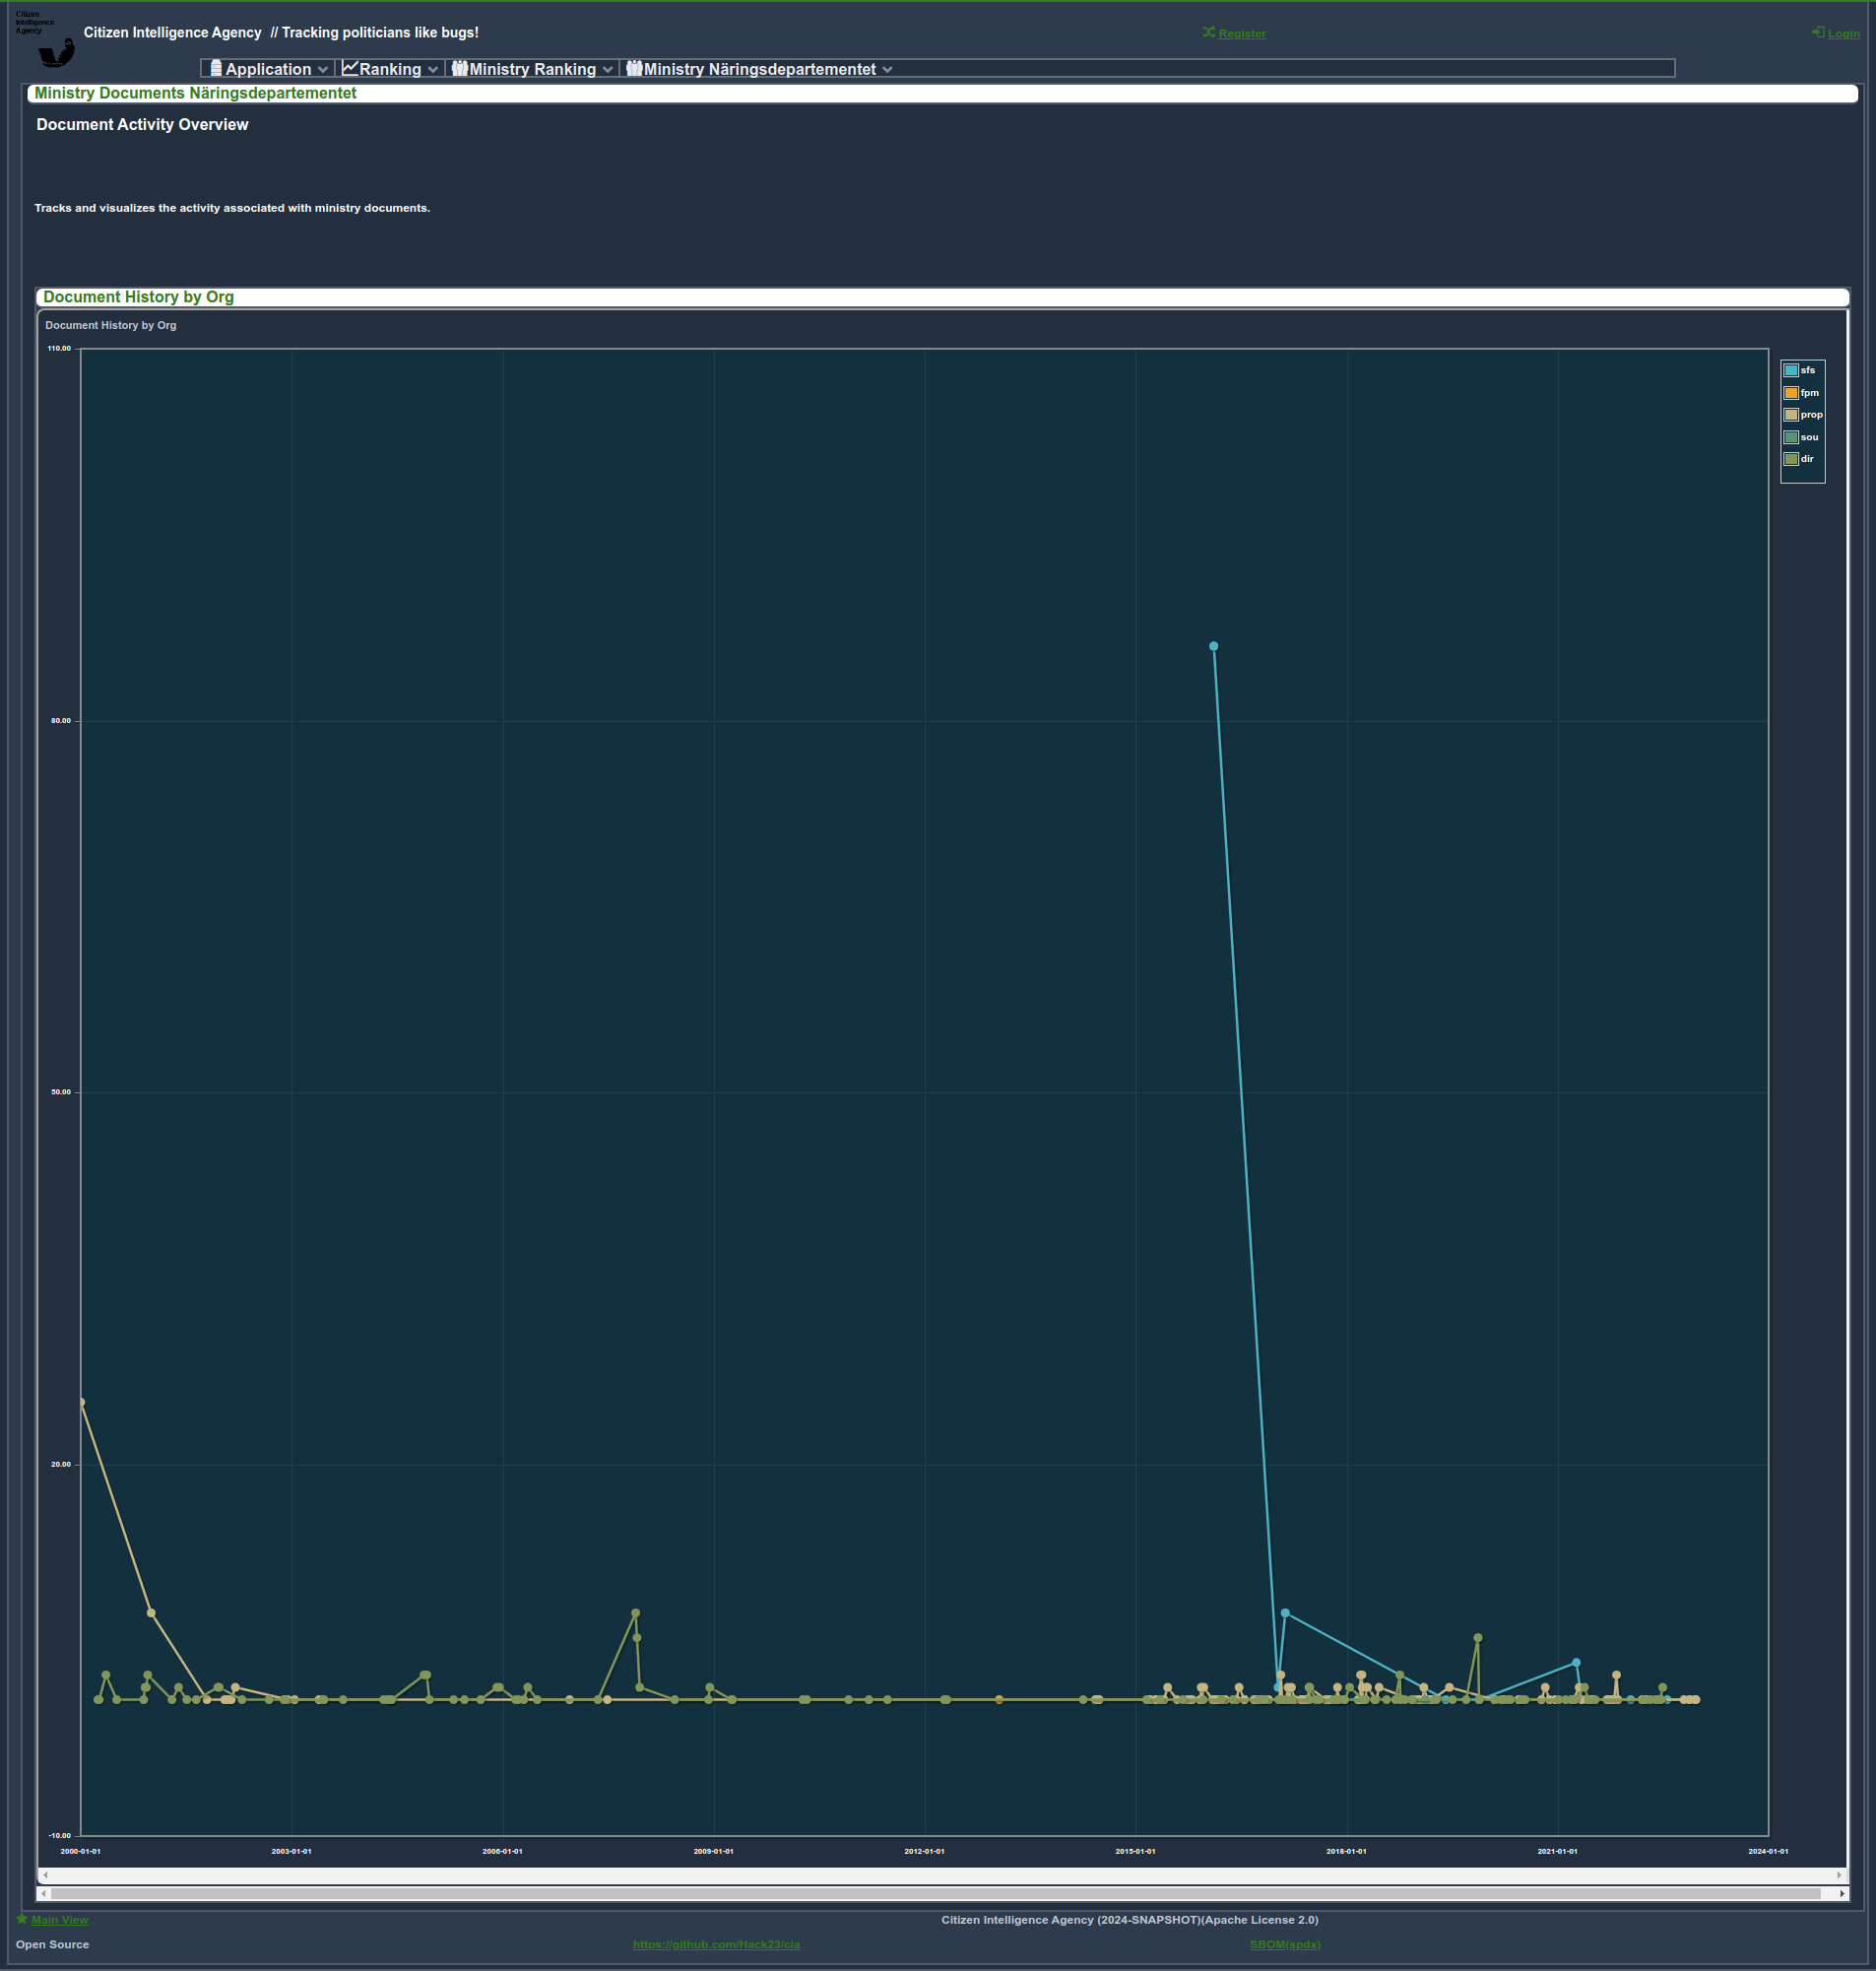 Citizen
Intelligence
Agency
Citizen Intelligence Agency // Tracking politicians like bugs!
Register
Login
Application
Ranking
Ministry Ranking
Ministry Näringsdepartementet
Ministry Documents Näringsdepartementet
Document Activity Overview
Tracks and visualizes the activity associated with ministry documents.
Document History by Org
Document History by Org
110.00
80.00
50.00
20.00
-10.00
sfs
fpm
prop
sou
dir
2000-01-01
2003-01-01
2006-01-01
2009-01-01
2012-01-01
2015-01-01
2018-01-01
2021-01-01
2024-01-01
Main View
Citizen Intelligence Agency (2024-SNAPSHOT)(Apache License 2.0)
Open Source
https://github.com/Hack23/cia
SBOM(spdx)